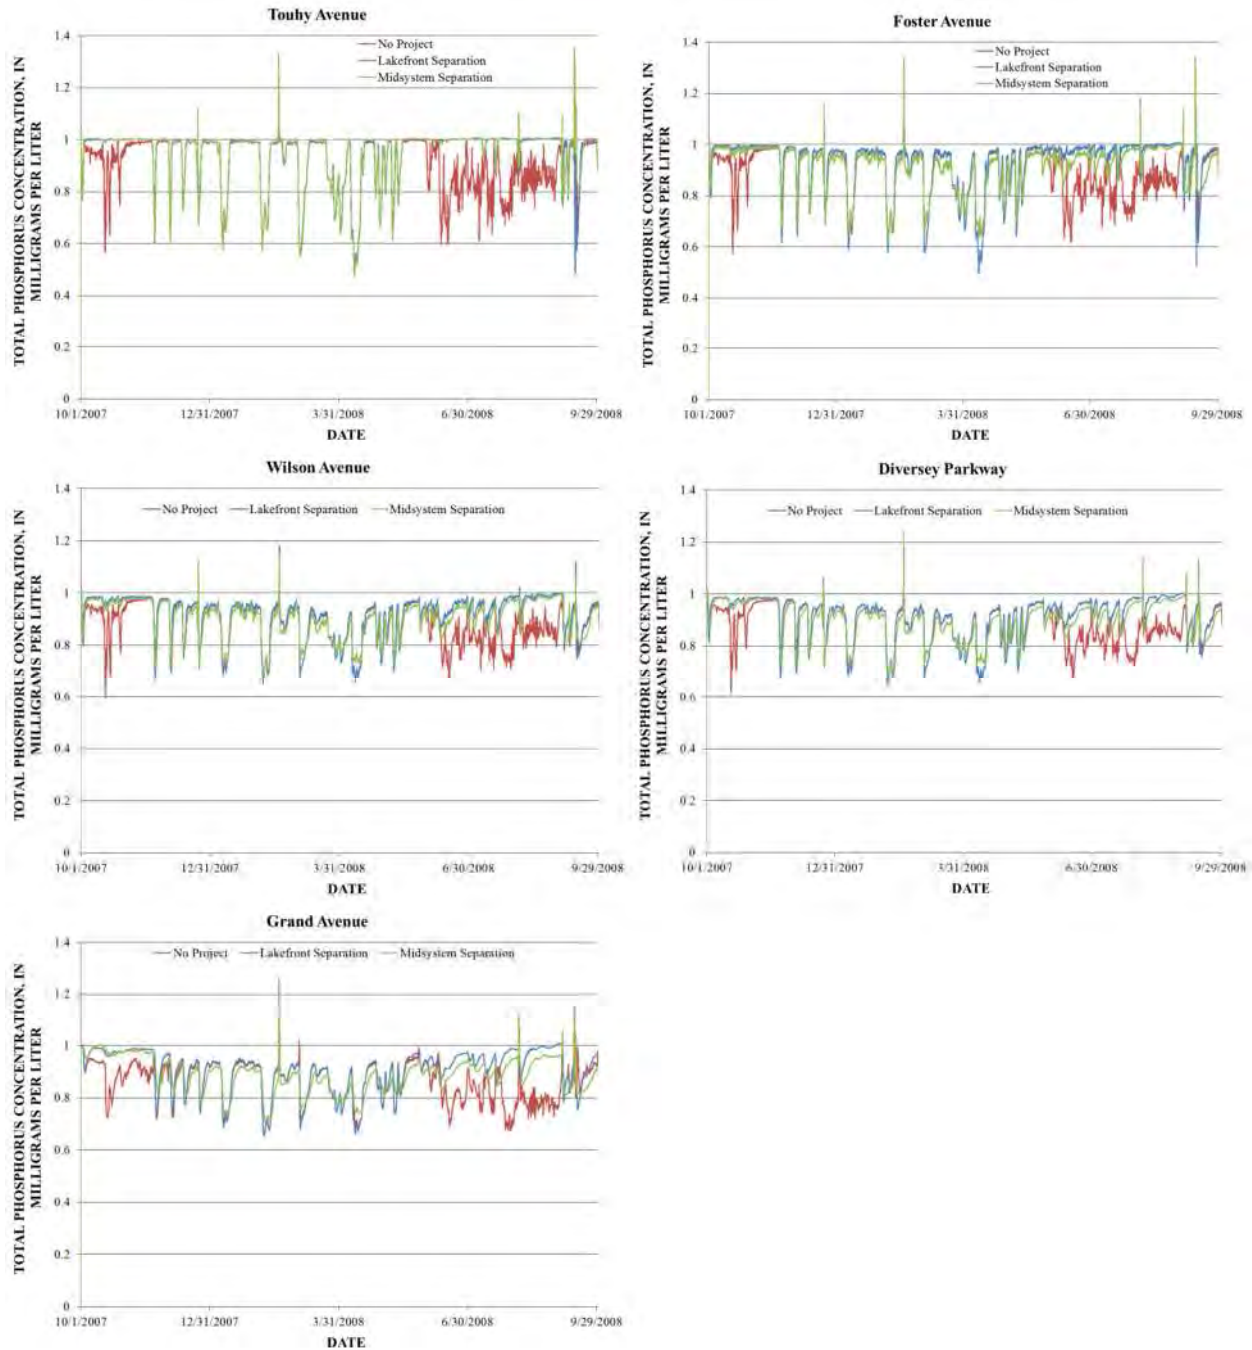 Touhy Avenue
TOTAL PHOSPHORUS CONCENTRATION, IN
MILLIGRAMS PER LITER
1.4
1.2
1
0.8
0.6
0.4
0.2
0
No Project
Lakefront Separation
Midsystem Separation
10/1/2007 12/31/2007 3/31/2008 6/30/2008 9/29/2008
DATE
Foster Avenue
TOTAL PHOSPHORUS CONCENTRATION, IN
MILLIGRAMS PER LITER
1.4
1.2
1
0.8
0.6
0.4
0.2
0
No Project
Lakefront Separation
Midsystem Separation
10/1/2007 12/31/2007 3/31/2008 6/30/2008 9/29/2008
DATE
Wilson Avenue
TOTAL PHOSPHORUS CONCENTRATION, IN
MILLIGRAMS PER LITER
1.4
1.2
1
0.8
0.6
0.4
0.2
0
No Project Lakefront Separation Midsystem Separation
10/1/2007 12/31/2007 3/31/2008 6/30/2008 9/29/2008
DATE
Diversey Parkway
TOTAL PHOSPHORUS CONCENTRATION, IN
MILLIGRAMS PER LITER
1.4
1.2
1
0.8
0.6
0.4
0.2
0
No Project Lakefront Separation Midsystem Separation
10/1/2007 12/31/2007 3/31/2008 6/30/2008 9/29/2008
DATE
Grand Avenue
TOTAL PHOSPHORUS CONCENTRATION, IN
MILLIGRAMS PER LITER
1.4
1.2
1
0.8
0.6
0.4
0.2
0
No Project Lakefront Separation Midsystem Separation
10/1/2007 12/31/2007 3/31/2008 6/30/2008 9/29/2008
DATE